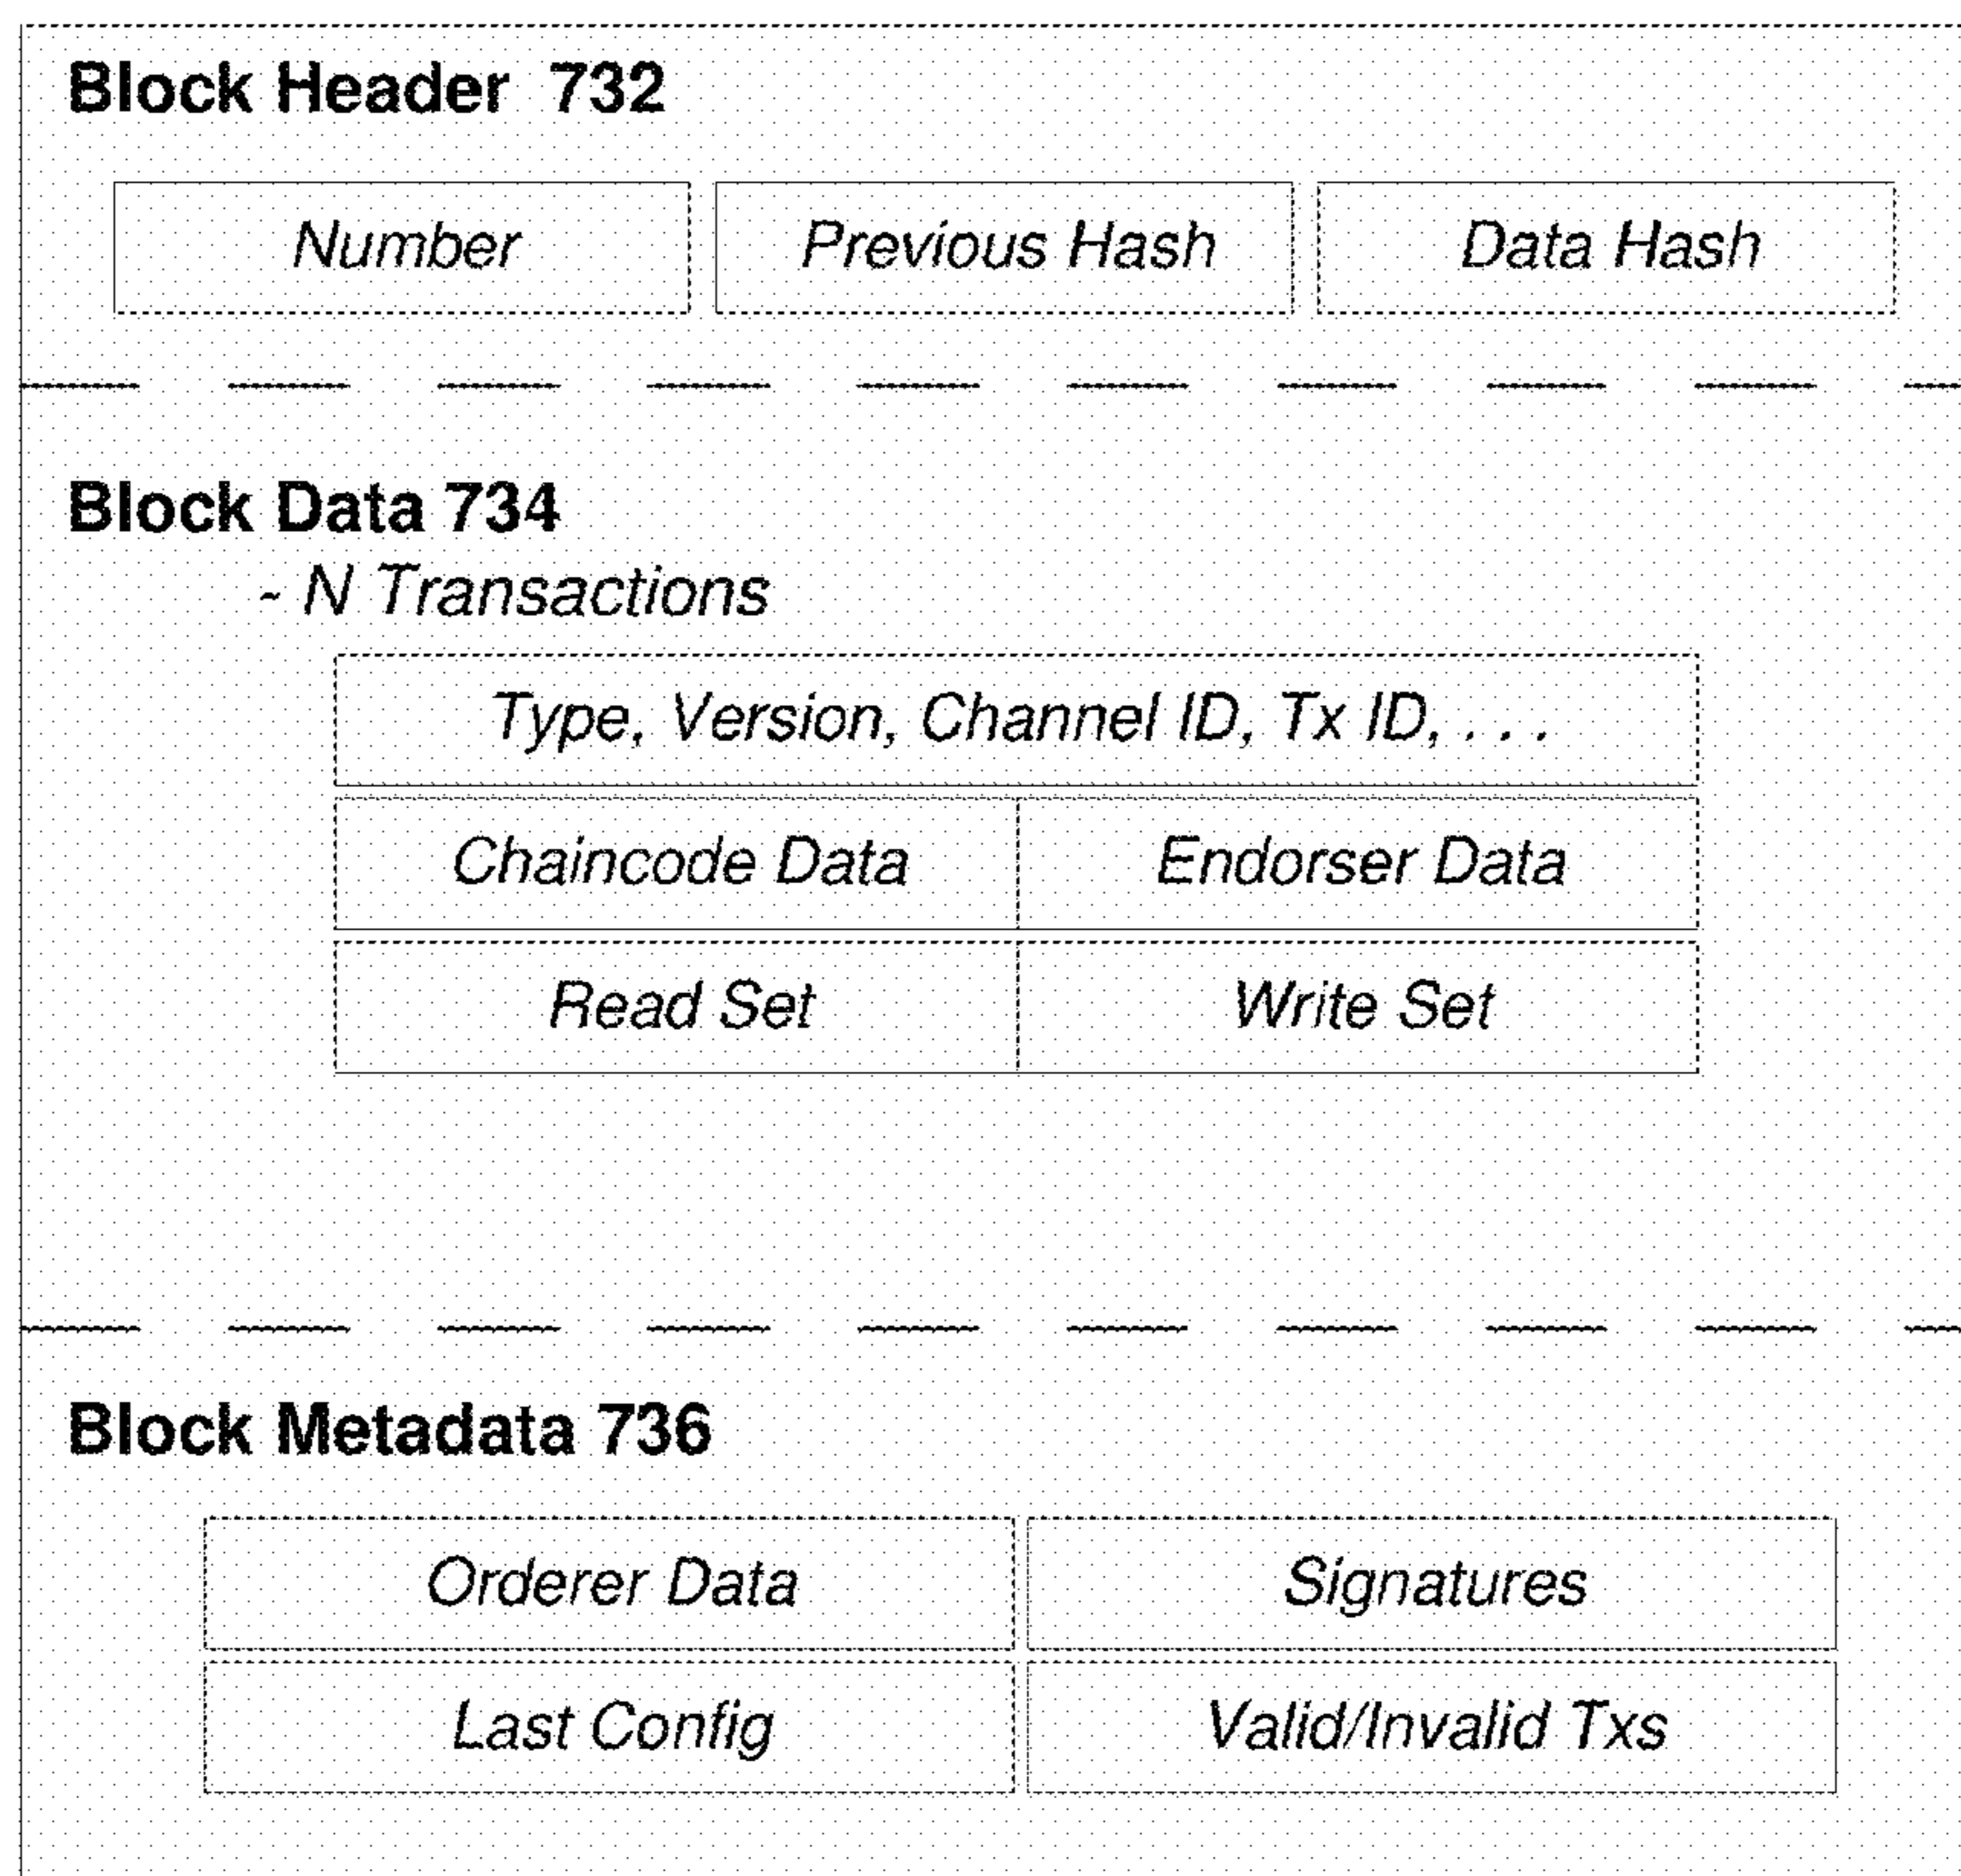 Block Header 732
Number Previous Hash Data Hash
Block Data 734
- N Transactions
Type, Version, Channel ID, Tx ID, . . .
Chaincode Data Endorser Data
Read Set Write Set
Block Metadata 736
Orderer Data Signatures
Last Config Valid/Invalid Txs